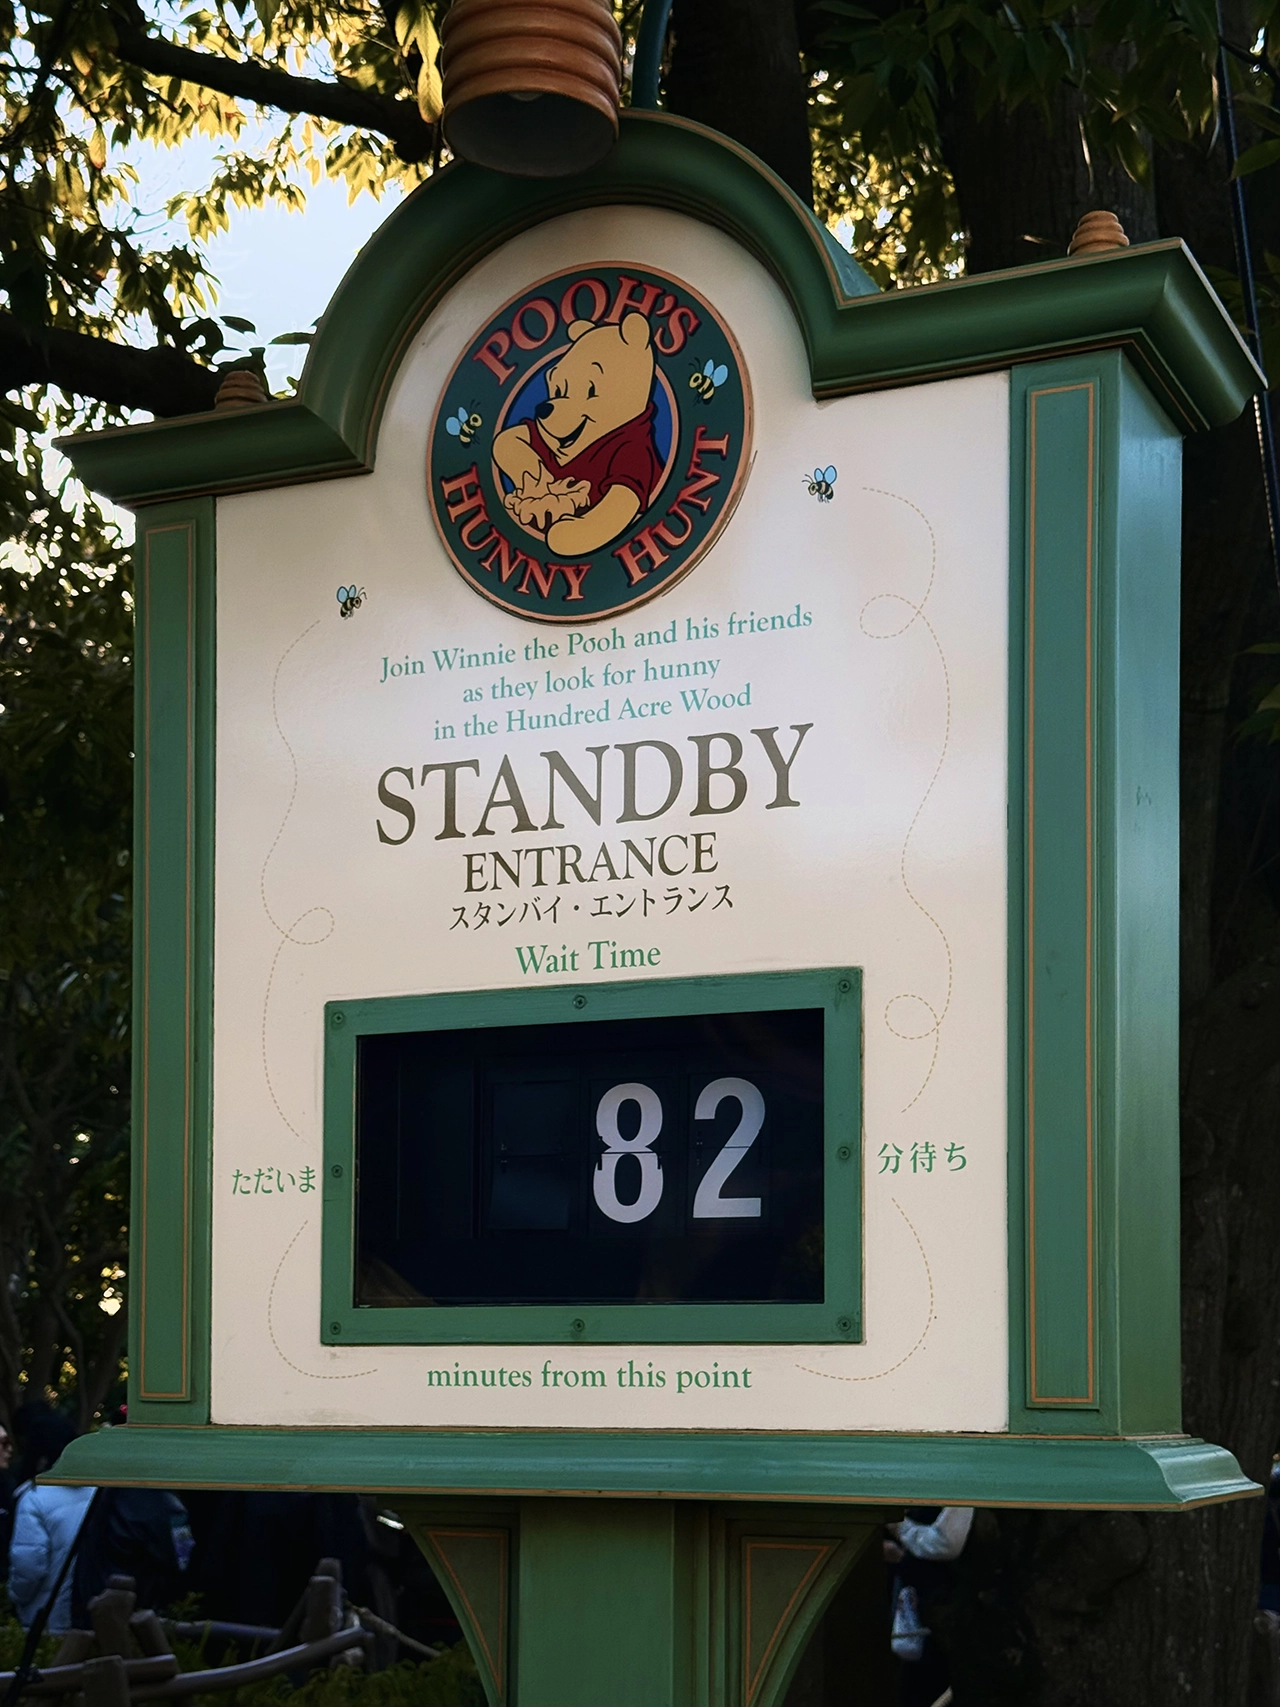 POOH'S
HUNNY HUNT
Join Winnie the Pooh and his friends
as they look for hunny
in the Hundred Acre Wood
STANDBY
ENTRANCE
スタンバイ・エントランス
Wait Time
ただいま 82 分待ち
minutes from this point